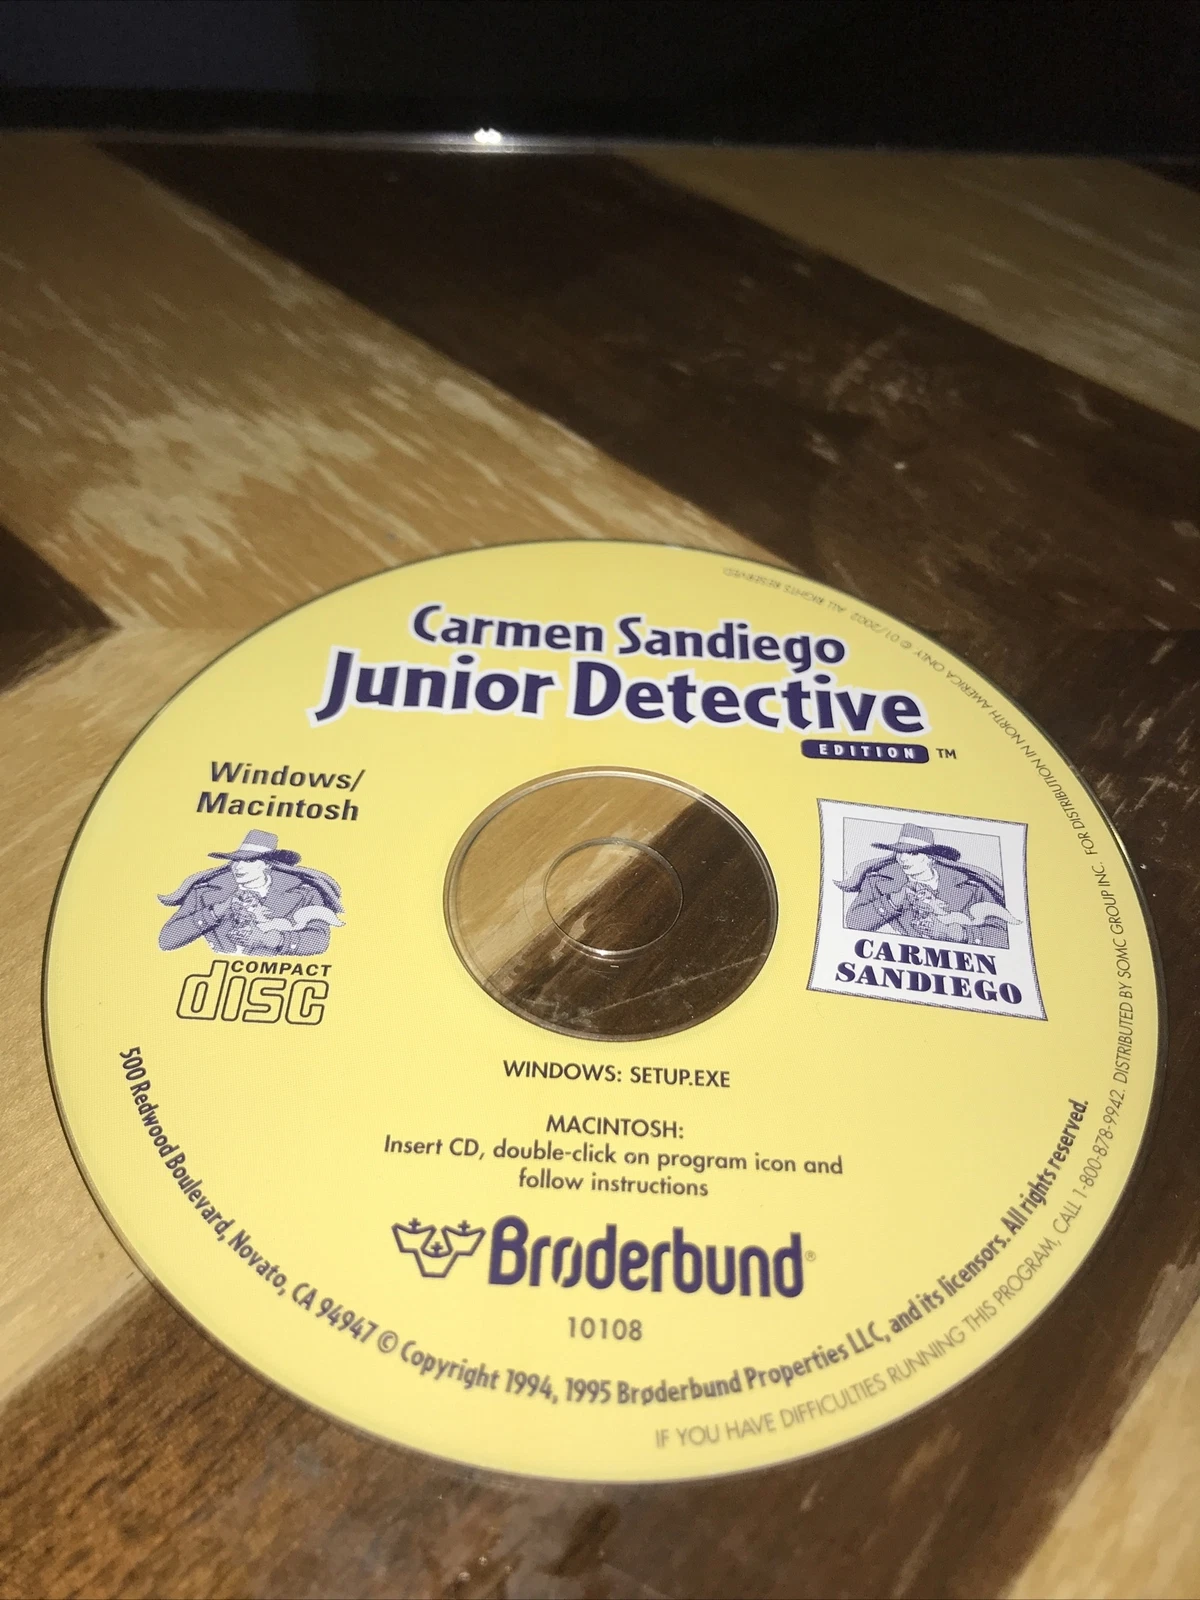 Carmen Sandiego
Junior Detective
EDITION ™
Windows/
Macintosh
COMPACT
disc
CARMEN
SANDIEGO
WINDOWS: SETUP.EXE
MACINTOSH:
Insert CD, double-click on program icon and
follow instructions
Brøderbund®
10108
500 Redwood Boulevard, Novato, CA 94947 © Copyright 1994, 1995 Brøderbund Properties LLC, and its licensors. All rights reserved.
IF YOU HAVE DIFFICULTIES RUNNING THIS PROGRAM, CALL 1-800-878-9942. DISTRIBUTED BY SOMC GROUP INC. FOR DISTRIBUTION IN NORTH AMERICA ONLY © 01/2002. ALL RIGHTS RESERVED.